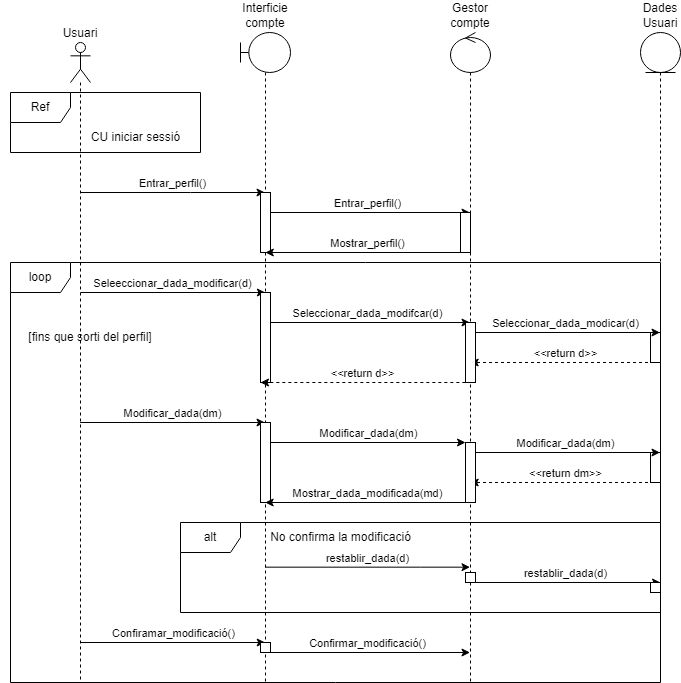 Usuari
Interfície
compte
Gestor
compte
Dades
Usuari
Ref
CU iniciar sessió
Entrar_perfil()
Entrar_perfil()
Mostrar_perfil()
loop
Seleeccionar_dada_modificar(d)
Seleccionar_dada_modifcar(d)
Seleccionar_dada_modicar(d)
[fins que sorti del perfil]
<<return d>>
<<return d>>
Modificar_dada(dm)
Modificar_dada(dm)
Modificar_dada(dm)
<<return dm>>
Mostrar_dada_modificada(md)
alt
No confirma la modificació
restablir_dada(d)
restablir_dada(d)
Confiramar_modificació()
Confirmar_modificació()